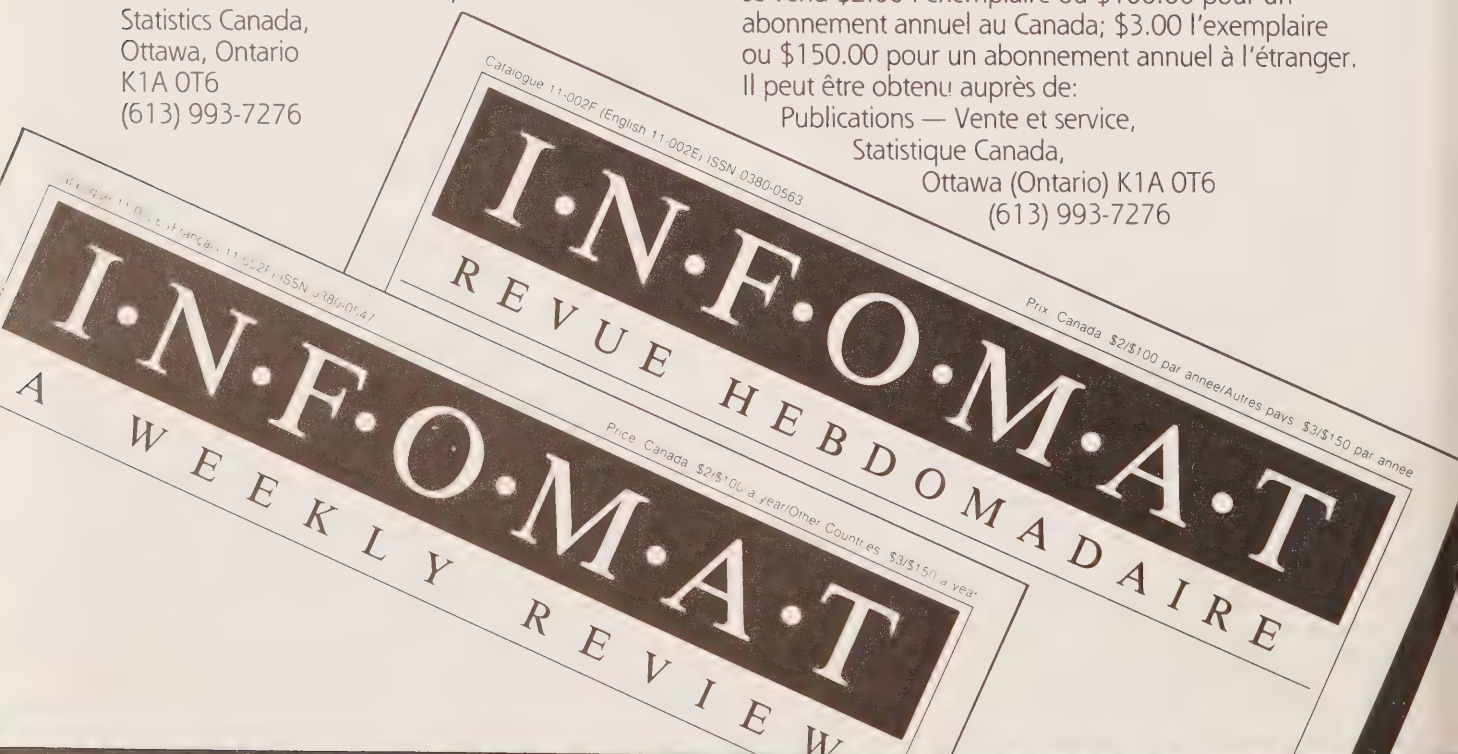 Statistics Canada,
Ottawa, Ontario
K1A 0T6
(613) 993-7276
abonnement annuel au Canada; $3.00 l'exemplaire
ou $150.00 pour un abonnement annuel à l'étranger.
Il peut être obtenu auprès de:
Publications — Vente et service,
Statistique Canada,
Ottawa (Ontario) K1A 0T6
(613) 993-7276
Catalogue 11-002F (English 11-002E) ISSN 0380-0563
I•N•F•O•M•A•T
Prix Canada $2/$100 par annee/Autres pays $3/$150 par annee
REVUE HEBDOMADAIRE
ISSN
I•N•F•O•M•A•T
Price Canada $2/$100 a year/Other Countries $3/$150 a year
A WEEKLY REVIEW